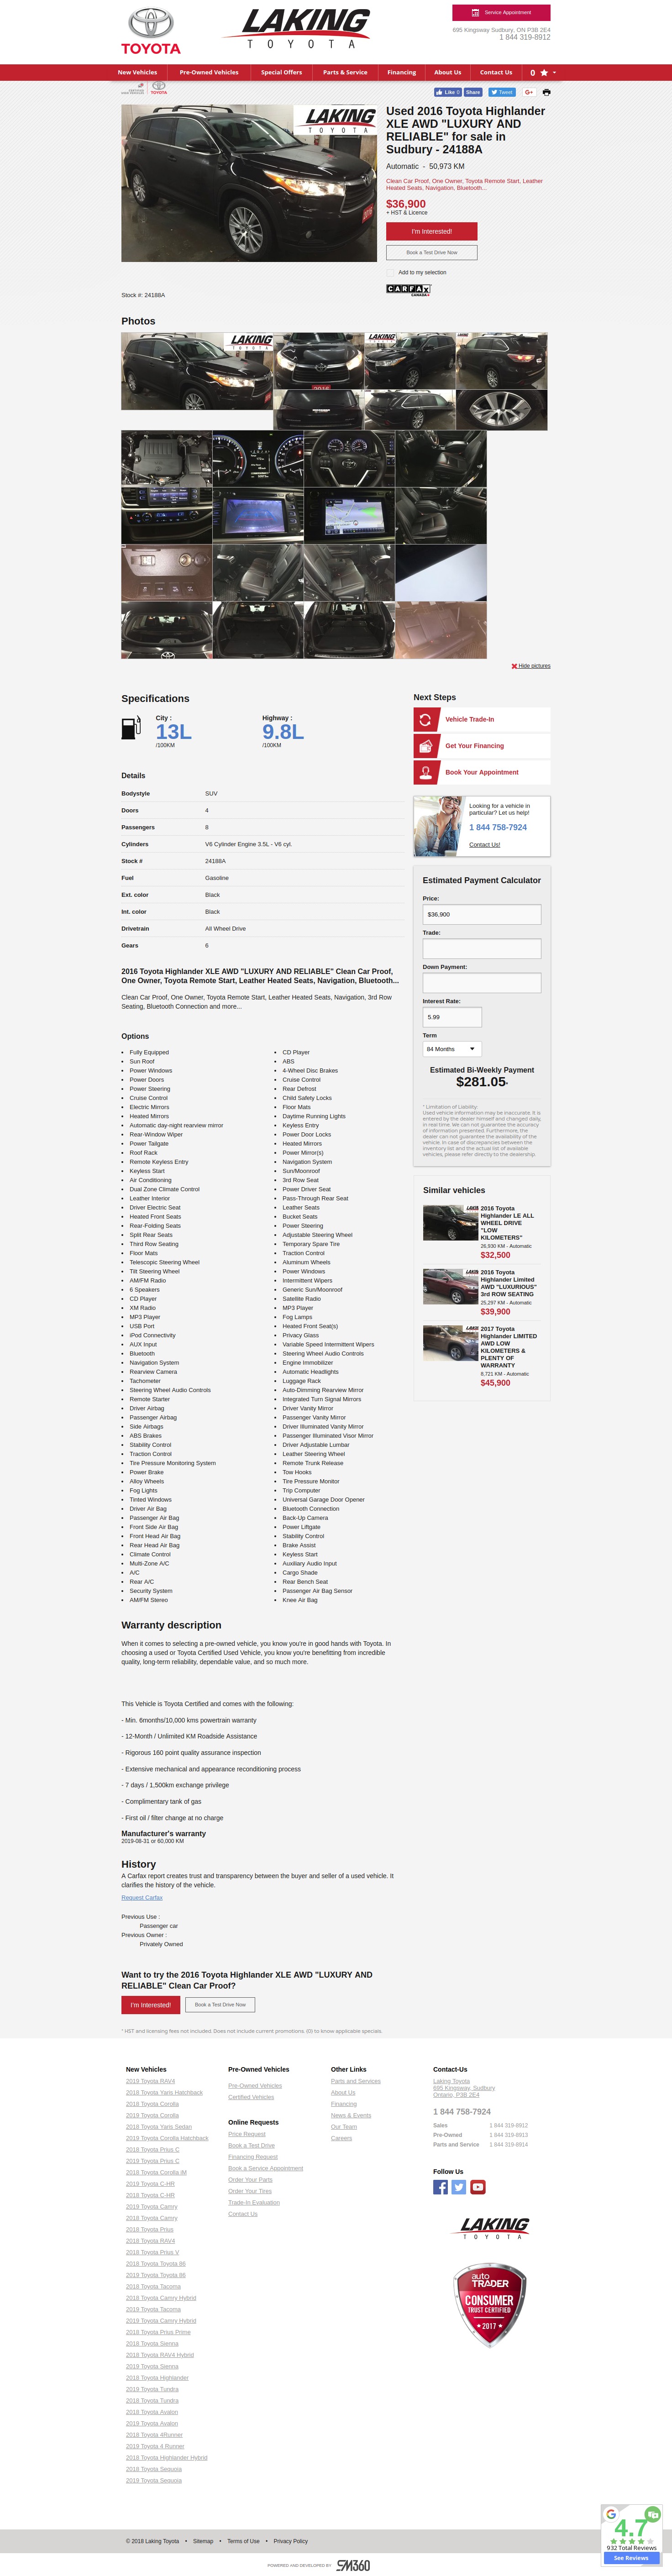 TOYOTA
LAKING
TOYOTA
Service Appointment
695 Kingsway Sudbury, ON P3B 2E4
1 844 319-8912
New Vehicles
Pre-Owned Vehicles
Special Offers
Parts & Service
Financing
About Us
Contact Us
0
TOYOTA
Like 0
Share
Tweet
G+
LAKING
TOYOTA
Used 2016 Toyota Highlander
XLE AWD "LUXURY AND
RELIABLE" for sale in
Sudbury - 24188A
Automatic - 50,973 KM
Clean Car Proof, One Owner, Toyota Remote Start, Leather
Heated Seats, Navigation, Bluetooth...
$36,900
+ HST & Licence
I'm Interested!
Book a Test Drive Now
Add to my selection
CARFAX
CANADA
Stock #: 24188A
Photos
LAKING
TOYOTA
LAKING
2016
Hide pictures
Specifications
City :
13L
/100KM
Highway :
9.8L
/100KM
Details
Bodystyle SUV
Doors 4
Passengers 8
Cylinders V6 Cylinder Engine 3.5L - V6 cyl.
Stock # 24188A
Fuel Gasoline
Ext. color Black
Int. color Black
Drivetrain All Wheel Drive
Gears 6
2016 Toyota Highlander XLE AWD "LUXURY AND RELIABLE" Clean Car Proof,
One Owner, Toyota Remote Start, Leather Heated Seats, Navigation, Bluetooth...
Clean Car Proof, One Owner, Toyota Remote Start, Leather Heated Seats, Navigation, 3rd Row
Seating, Bluetooth Connection and more...
Options
Fully Equipped
Sun Roof
Power Windows
Power Doors
Power Steering
Cruise Control
Electric Mirrors
Heated Mirrors
Automatic day-night rearview mirror
Rear-Window Wiper
Power Tailgate
Roof Rack
Remote Keyless Entry
Keyless Start
Air Conditioning
Dual Zone Climate Control
Leather Interior
Driver Electric Seat
Heated Front Seats
Rear-Folding Seats
Split Rear Seats
Third Row Seating
Floor Mats
Telescopic Steering Wheel
Tilt Steering Wheel
AM/FM Radio
6 Speakers
CD Player
XM Radio
MP3 Player
USB Port
iPod Connectivity
AUX Input
Bluetooth
Navigation System
Rearview Camera
Tachometer
Steering Wheel Audio Controls
Remote Starter
Driver Airbag
Passenger Airbag
Side Airbags
ABS Brakes
Stability Control
Traction Control
Tire Pressure Monitoring System
Power Brake
Alloy Wheels
Fog Lights
Tinted Windows
Driver Air Bag
Passenger Air Bag
Front Side Air Bag
Front Head Air Bag
Rear Head Air Bag
Climate Control
Multi-Zone A/C
A/C
Rear A/C
Security System
AM/FM Stereo
CD Player
ABS
4-Wheel Disc Brakes
Cruise Control
Rear Defrost
Child Safety Locks
Floor Mats
Daytime Running Lights
Keyless Entry
Power Door Locks
Heated Mirrors
Power Mirror(s)
Navigation System
Sun/Moonroof
3rd Row Seat
Power Driver Seat
Pass-Through Rear Seat
Leather Seats
Bucket Seats
Power Steering
Adjustable Steering Wheel
Temporary Spare Tire
Traction Control
Aluminum Wheels
Power Windows
Intermittent Wipers
Generic Sun/Moonroof
Satellite Radio
MP3 Player
Fog Lamps
Heated Front Seat(s)
Privacy Glass
Variable Speed Intermittent Wipers
Steering Wheel Audio Controls
Engine Immobilizer
Automatic Headlights
Luggage Rack
Auto-Dimming Rearview Mirror
Integrated Turn Signal Mirrors
Driver Vanity Mirror
Passenger Vanity Mirror
Driver Illuminated Vanity Mirror
Passenger Illuminated Visor Mirror
Driver Adjustable Lumbar
Leather Steering Wheel
Remote Trunk Release
Tow Hooks
Tire Pressure Monitor
Trip Computer
Universal Garage Door Opener
Bluetooth Connection
Back-Up Camera
Power Liftgate
Stability Control
Brake Assist
Keyless Start
Auxiliary Audio Input
Cargo Shade
Rear Bench Seat
Passenger Air Bag Sensor
Knee Air Bag
Warranty description
When it comes to selecting a pre-owned vehicle, you know you're in good hands with Toyota. In
choosing a used or Toyota Certified Used Vehicle, you know you're benefitting from incredible
quality, long-term reliability, dependable value, and so much more.
This Vehicle is Toyota Certified and comes with the following:
- Min. 6months/10,000 kms powertrain warranty
- 12-Month / Unlimited KM Roadside Assistance
- Rigorous 160 point quality assurance inspection
- Extensive mechanical and appearance reconditioning process
- 7 days / 1,500km exchange privilege
- Complimentary tank of gas
- First oil / filter change at no charge
Manufacturer's warranty
2019-08-31 or 60,000 KM
History
A Carfax report creates trust and transparency between the buyer and seller of a used vehicle. It
clarifies the history of the vehicle.
Request Carfax
Previous Use :
Passenger car
Previous Owner :
Privately Owned
Want to try the 2016 Toyota Highlander XLE AWD "LUXURY AND
RELIABLE" Clean Car Proof?
I'm Interested!
Book a Test Drive Now
* HST and licensing fees not included. Does not include current promotions. (D) to know applicable specials.
Next Steps
Vehicle Trade-In
Get Your Financing
Book Your Appointment
Looking for a vehicle in
particular? Let us help!
1 844 758-7924
Contact Us!
Estimated Payment Calculator
Price:
$36,900
Trade:
Down Payment:
Interest Rate:
5.99
Term
84 Months
Estimated Bi-Weekly Payment
$281.05*
* Limitation of Liability:
Used vehicle information may be inaccurate. It is
entered by the dealer himself and changed daily,
in real time. We can not guarantee the accuracy
of information presented. Furthermore, the
dealer can not guarantee the availability of the
vehicle. In case of discrepancies between the
inventory list and the actual list of available
vehicles, please refer directly to the dealership.
Similar vehicles
2016 Toyota
Highlander LE ALL
WHEEL DRIVE
"LOW
KILOMETERS"
26,930 KM - Automatic
$32,500
2016 Toyota
Highlander Limited
AWD "LUXURIOUS"
3rd ROW SEATING
25,297 KM - Automatic
$39,900
2017 Toyota
Highlander LIMITED
AWD LOW
KILOMETERS &
PLENTY OF
WARRANTY
8,721 KM - Automatic
$45,900
New Vehicles
2019 Toyota RAV4
2018 Toyota Yaris Hatchback
2018 Toyota Corolla
2019 Toyota Corolla
2018 Toyota Yaris Sedan
2019 Toyota Corolla Hatchback
2018 Toyota Prius C
2019 Toyota Prius C
2018 Toyota Corolla iM
2019 Toyota C-HR
2018 Toyota C-HR
2019 Toyota Camry
2018 Toyota Camry
2018 Toyota Prius
2018 Toyota RAV4
2018 Toyota Prius V
2018 Toyota Toyota 86
2019 Toyota Toyota 86
2018 Toyota Tacoma
2018 Toyota Camry Hybrid
2019 Toyota Tacoma
2019 Toyota Camry Hybrid
2018 Toyota Prius Prime
2018 Toyota Sienna
2018 Toyota RAV4 Hybrid
2019 Toyota Sienna
2018 Toyota Highlander
2019 Toyota Tundra
2018 Toyota Tundra
2018 Toyota Avalon
2019 Toyota Avalon
2018 Toyota 4Runner
2019 Toyota 4 Runner
2018 Toyota Highlander Hybrid
2018 Toyota Sequoia
2019 Toyota Sequoia
Pre-Owned Vehicles
Pre-Owned Vehicles
Certified Vehicles
Online Requests
Price Request
Book a Test Drive
Financing Request
Book a Service Appointment
Order Your Parts
Order Your Tires
Trade-In Evaluation
Contact Us
Other Links
Parts and Services
About Us
Financing
News & Events
Our Team
Careers
Contact-Us
Laking Toyota
695 Kingsway, Sudbury
Ontario, P3B 2E4
1 844 758-7924
Sales 1 844 319-8912
Pre-Owned 1 844 319-8913
Parts and Service 1 844 319-8914
Follow Us
LAKING
TOYOTA
autoTRADER
CONSUMER
TRUST CERTIFIED
2017
4.7
932 Total Reviews
See Reviews
© 2018 Laking Toyota • Sitemap • Terms of Use • Privacy Policy
POWERED AND DEVELOPED BY SM360